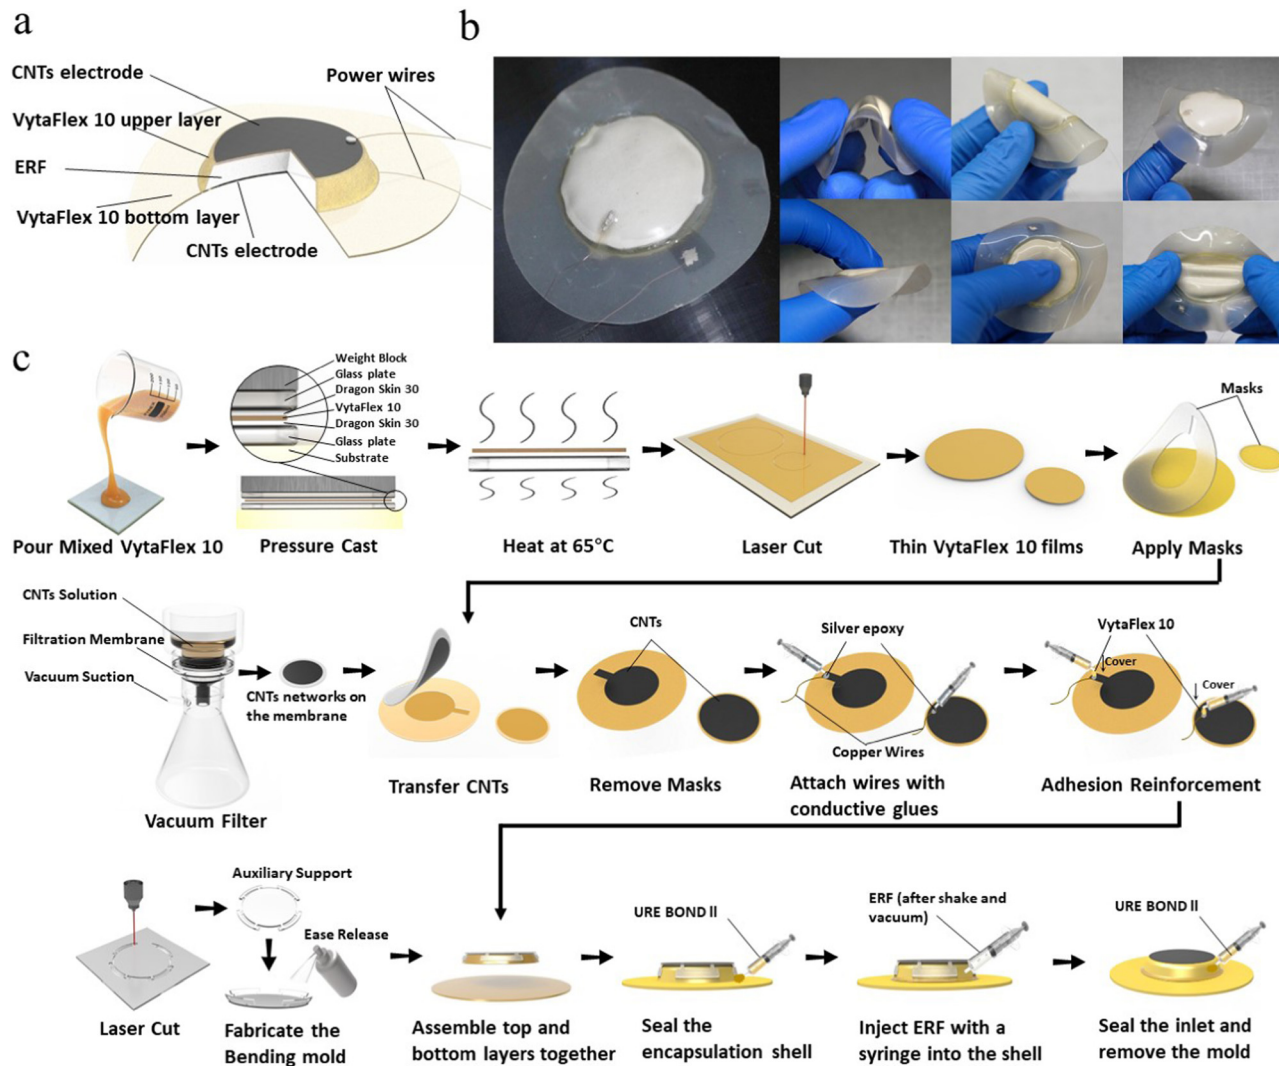 a
CNTs electrode
Power wires
VytaFlex 10 upper layer
ERF
VytaFlex 10 bottom layer
CNTs electrode
b
c
Weight Block
Glass plate
Dragon Skin 30
VytaFlex 10
Dragon Skin 30
Glass plate
Substrate
Masks
Pour Mixed VytaFlex 10
Pressure Cast
Heat at 65°C
Laser Cut
Thin VytaFlex 10 films
Apply Masks
CNTs Solution
Filtration Membrane
Vacuum Suction
CNTs networks on
the membrane
Vacuum Filter
Transfer CNTs
CNTs
Remove Masks
Silver epoxy
Copper Wires
Attach wires with
conductive glues
VytaFlex 10
Cover
Cover
Adhesion Reinforcement
Laser Cut
Auxiliary Support
Ease Release
Fabricate the
Bending mold
Assemble top and
bottom layers together
URE BOND ll
Seal the
encapsulation shell
ERF (after shake and
vacuum)
Inject ERF with a
syringe into the shell
URE BOND ll
Seal the inlet and
remove the mold